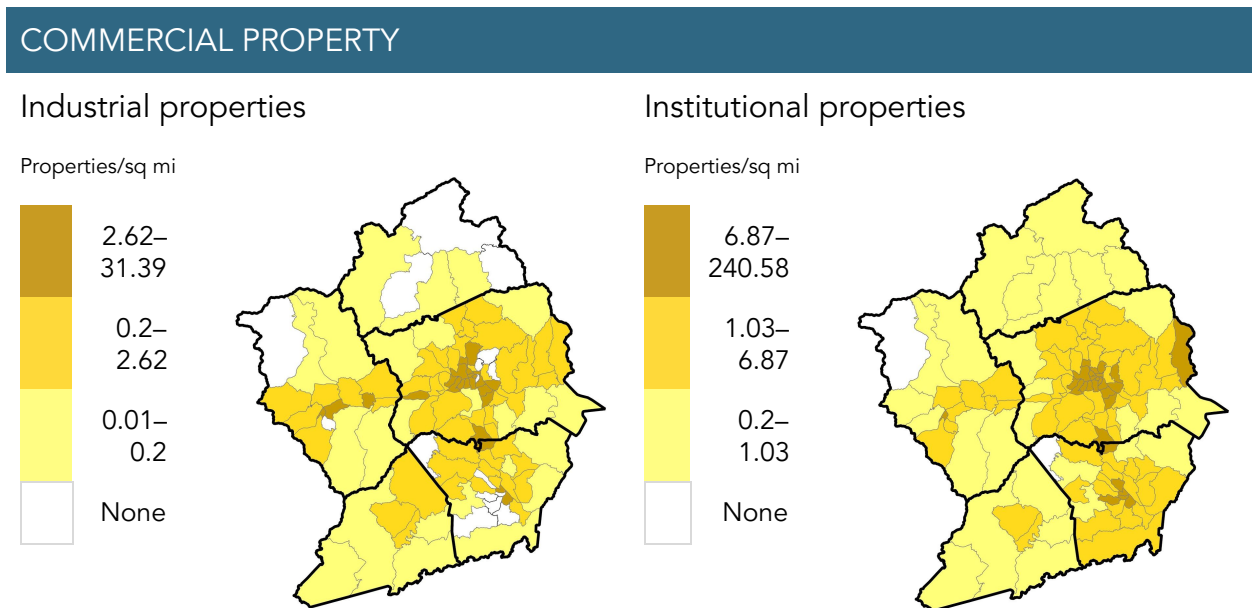 COMMERCIAL PROPERTY
Industrial properties
Properties/sq mi
2.62–
31.39
0.2–
2.62
0.01–
0.2
None
Institutional properties
Properties/sq mi
6.87–
240.58
1.03–
6.87
0.2–
1.03
None